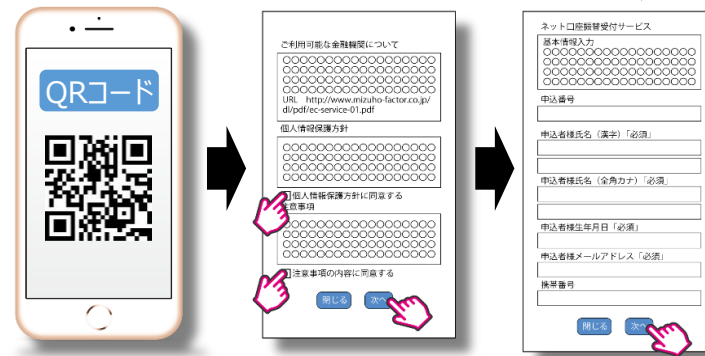 QRコード
ご利用可能な金融機関について
○○○○○○○○○○○○○○○○○○
○○○○○○○○○○○○○○○○○○
○○○○○○○○○○○○○○○○○○
○○○○○○○○○○○○○○○○○○
URL http://www.mizuho-factor.co.jp/
dl/pdf/ec-service-01.pdf
個人情報保護方針
○○○○○○○○○○○○○○○○○○
○○○○○○○○○○○○○○○○○○
○○○○○○○○○○○○○○○○○○
○○○○○○○○○○○○○○○○○○
個人情報保護方針に同意する
注意事項
○○○○○○○○○○○○○○○○○○
○○○○○○○○○○○○○○○○○○
○○○○○○○○○○○○○○○○○○
○○○○○○○○○○○○○○○○○○
注意事項の内容に同意する
閉じる
次へ
ネット口座振替受付サービス
基本情報入力
○○○○○○○○○○○○○○○○○○
○○○○○○○○○○○○○○○○○○
○○○○○○○○○○○○○○○○○○
○○○○○○○○○○○○○○○○○○
申込番号
申込者様氏名（漢字）「必須」
申込者様氏名（全角カナ）「必須」
申込者様生年月日「必須」
申込者様メールアドレス「必須」
携帯番号
閉じる
次へ